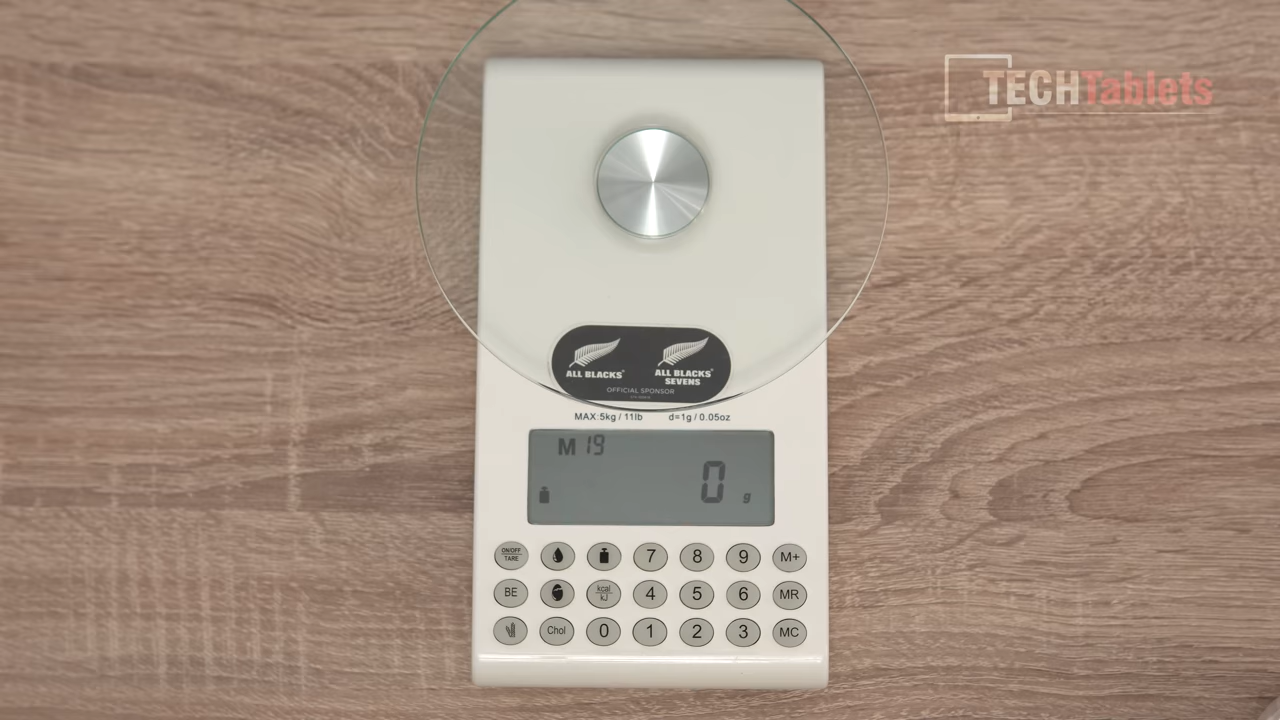 TECHTablets
ALL BLACKS®
ALL BLACKS®
SEVENS
OFFICIAL SPONSOR
MAX:5kg / 11lb d=1g / 0.05oz
M 19
0 g
ON/OFF
TARE
7 8 9 M+
BE
kcal
kJ
4 5 6 MR
Chol 0 1 2 3 MC